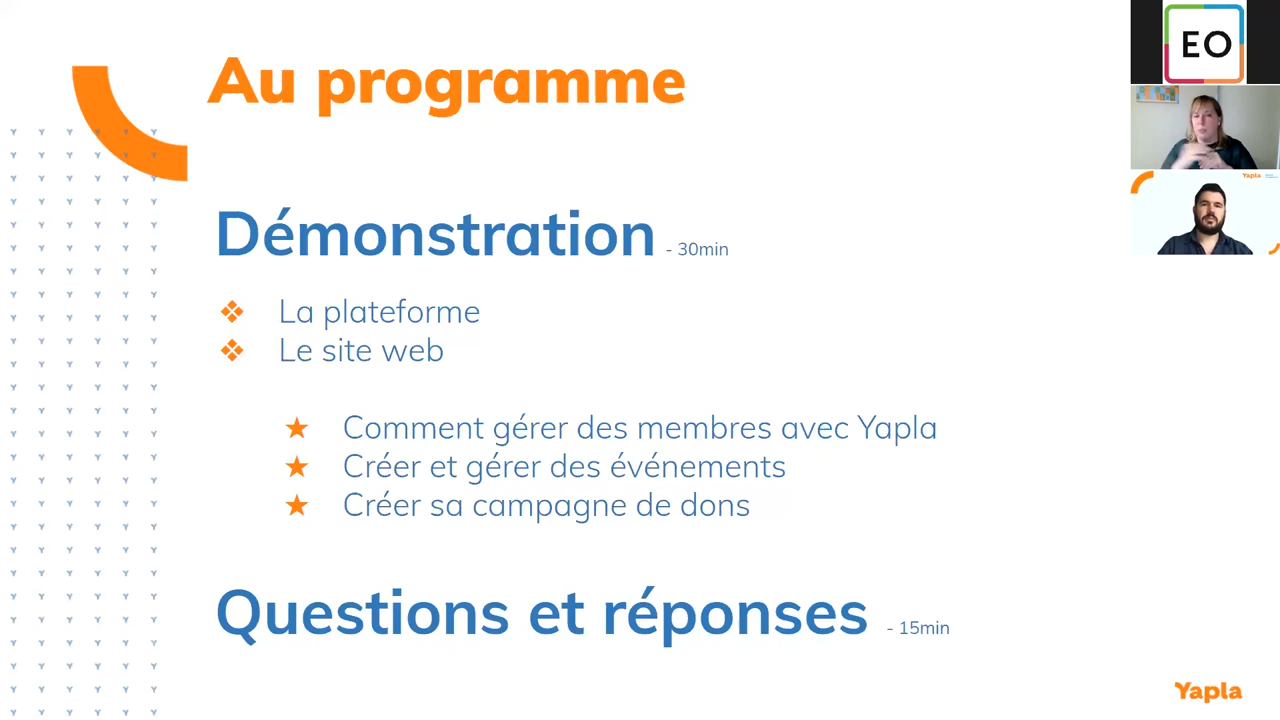 Au programme
EO
Yapla
Démonstration - 30min
❖ La plateforme
❖ Le site web
★ Comment gérer des membres avec Yapla
★ Créer et gérer des événements
★ Créer sa campagne de dons
Questions et réponses - 15min
Yapla